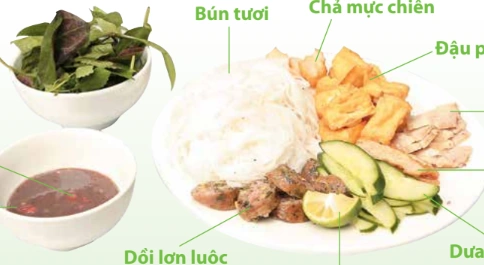 Bún tươi
Chả mực chiên
Đậu p
Dồi lợn luộc
Dưa